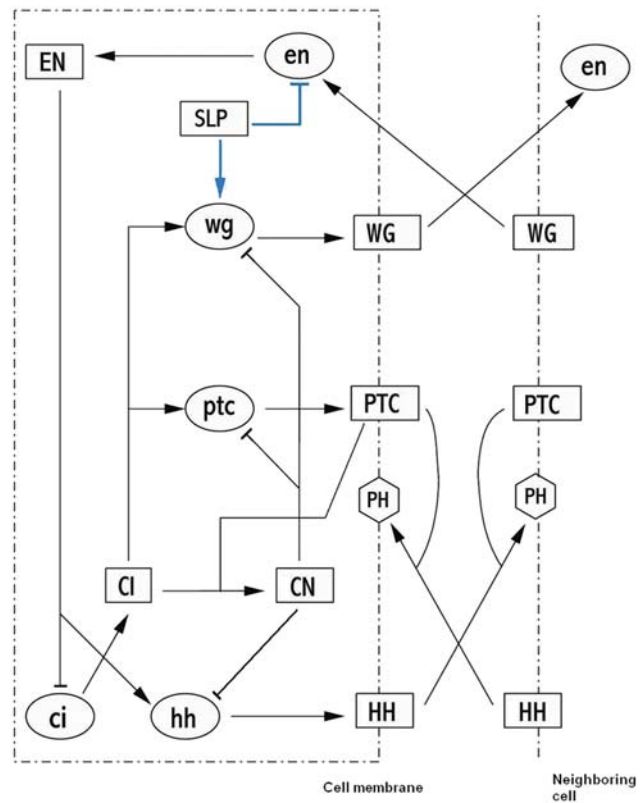 EN
en
en
SLP
wg
WG
WG
ptc
PTC
PTC
PH
PH
CI
CN
ci
hh
HH
HH
Cell membrane
Neighboring
cell